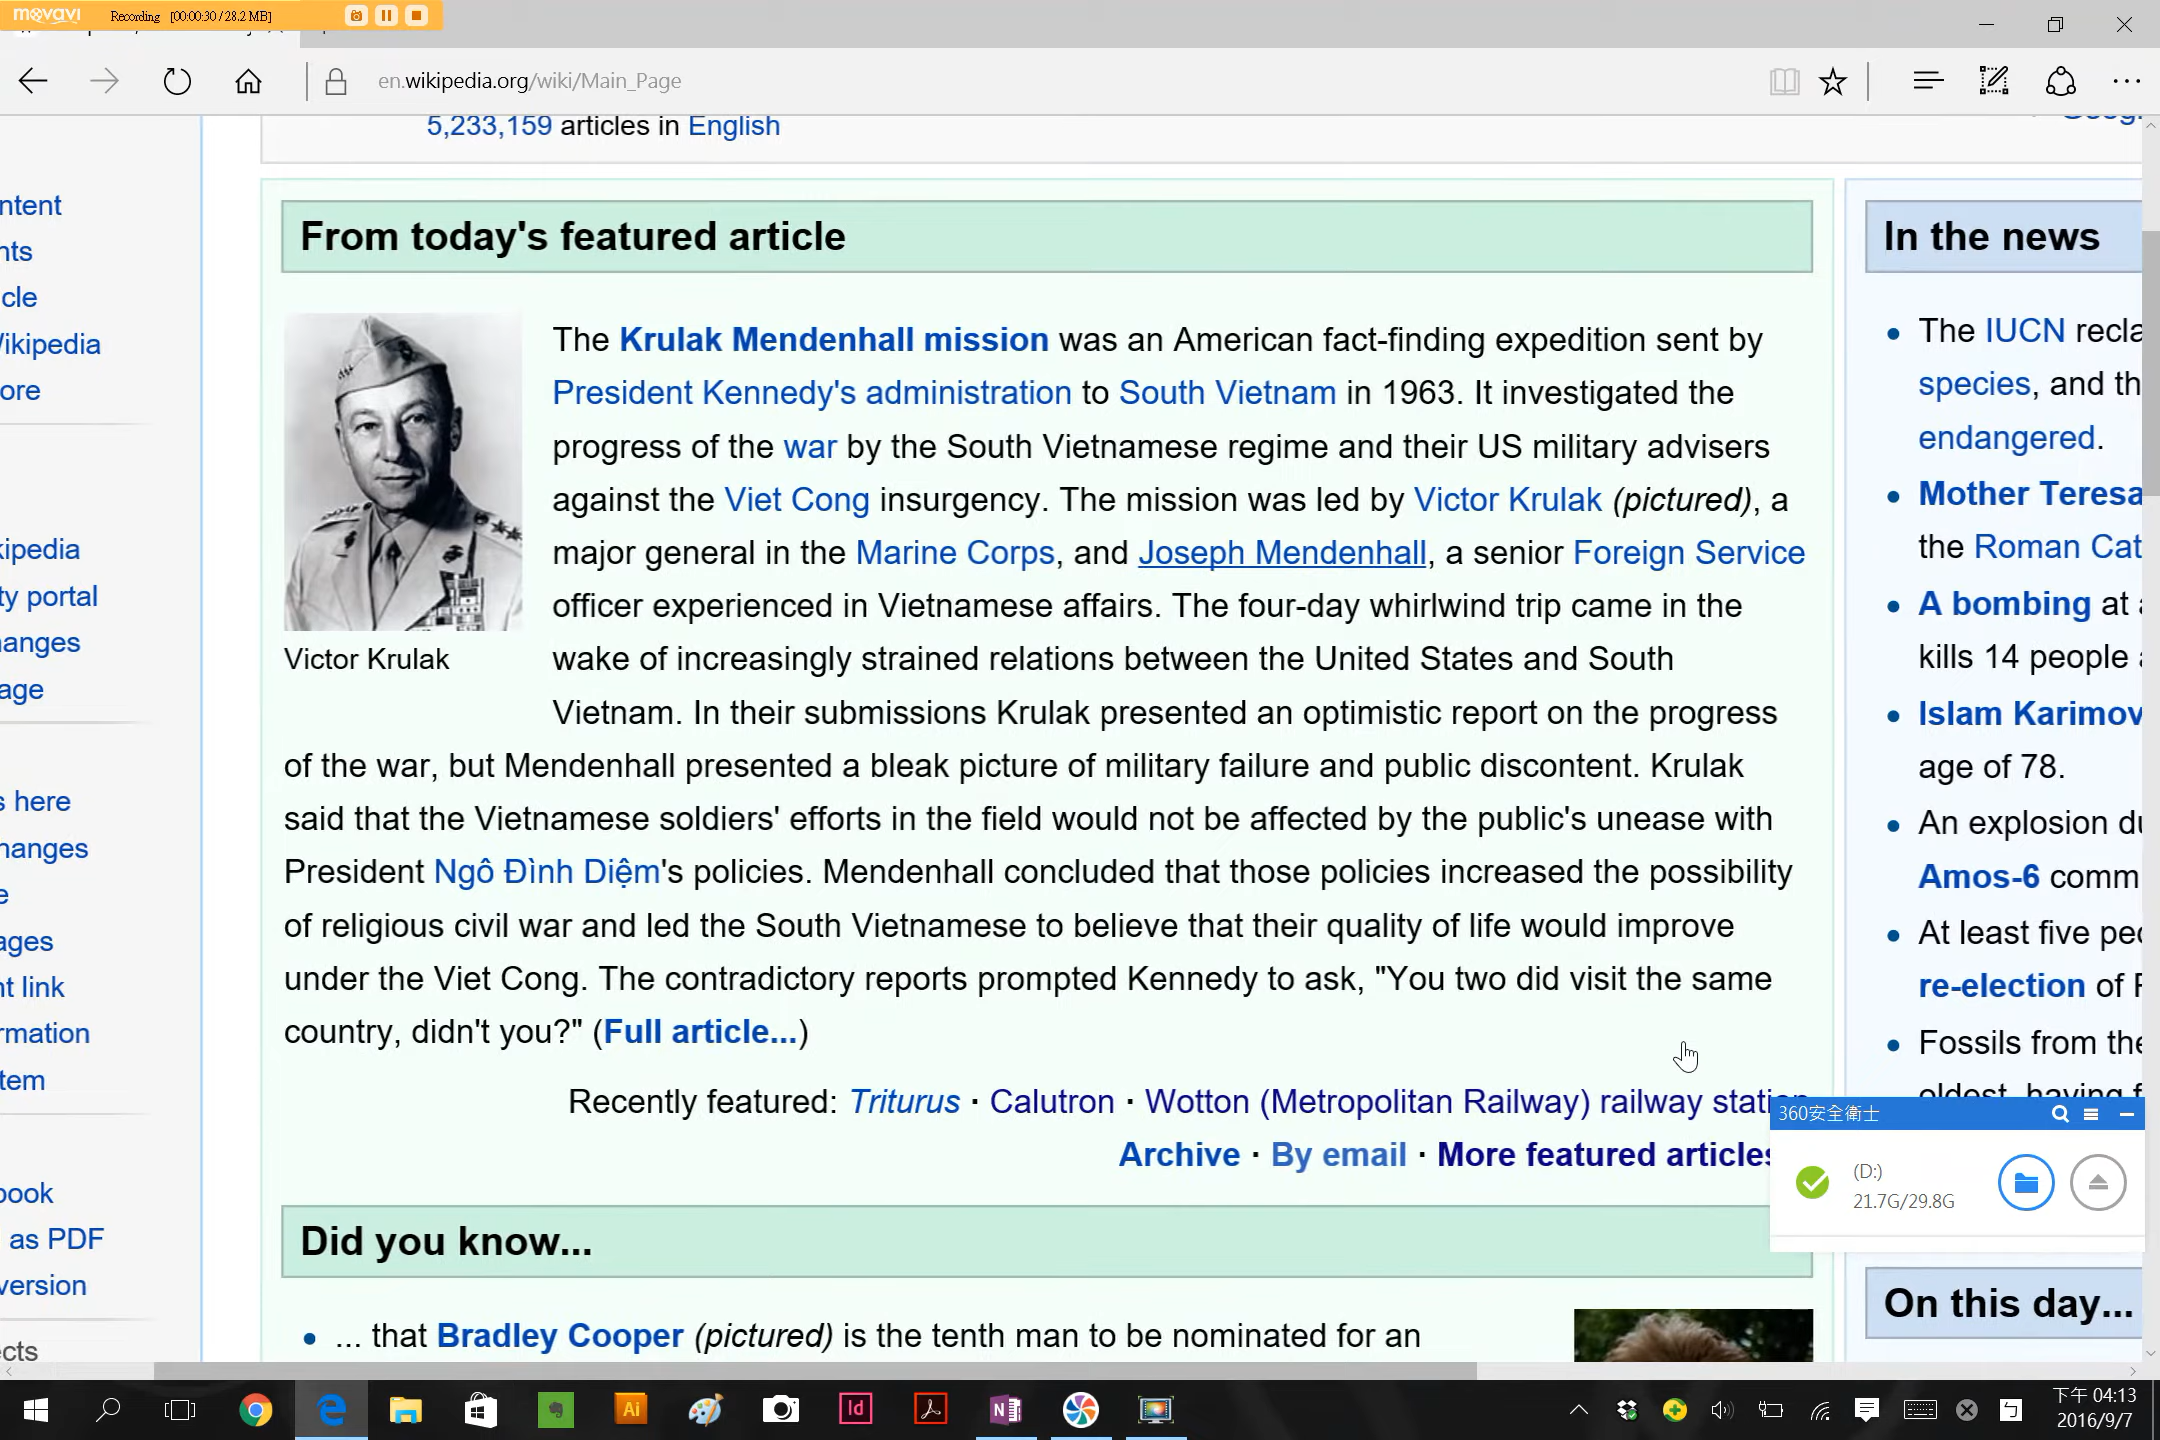 movavi Recording [00:00:30 / 28.2 MB]
en.wikipedia.org/wiki/Main_Page
5,233,159 articles in English
ntent
nts
cle
ikipedia
ore
kipedia
ty portal
anges
age
s here
hanges
e
ages
nt link
rmation
tem
book
as PDF
version
ects
From today's featured article
The Krulak Mendenhall mission was an American fact-finding expedition sent by
President Kennedy's administration to South Vietnam in 1963. It investigated the
progress of the war by the South Vietnamese regime and their US military advisers
against the Viet Cong insurgency. The mission was led by Victor Krulak (pictured), a
major general in the Marine Corps, and Joseph Mendenhall, a senior Foreign Service
officer experienced in Vietnamese affairs. The four-day whirlwind trip came in the
Victor Krulak
wake of increasingly strained relations between the United States and South
Vietnam. In their submissions Krulak presented an optimistic report on the progress
of the war, but Mendenhall presented a bleak picture of military failure and public discontent. Krulak
said that the Vietnamese soldiers' efforts in the field would not be affected by the public's unease with
President Ngô Đình Diệm's policies. Mendenhall concluded that those policies increased the possibility
of religious civil war and led the South Vietnamese to believe that their quality of life would improve
under the Viet Cong. The contradictory reports prompted Kennedy to ask, "You two did visit the same
country, didn't you?" (Full article...)
Recently featured: Triturus · Calutron · Wotton (Metropolitan Railway) railway station
Archive · By email · More featured articles
Did you know...
... that Bradley Cooper (pictured) is the tenth man to be nominated for an
In the news
The IUCN recla
species, and th
endangered.
Mother Teresa
the Roman Cat
A bombing at a
kills 14 people a
Islam Karimov
age of 78.
An explosion du
Amos-6 comm
At least five peo
re-election of P
Fossils from the
oldest, having f
360安全衛士
(D:)
21.7G/29.8G
On this day...
Ai
Id
N
ㄅ
下午 04:13
2016/9/7